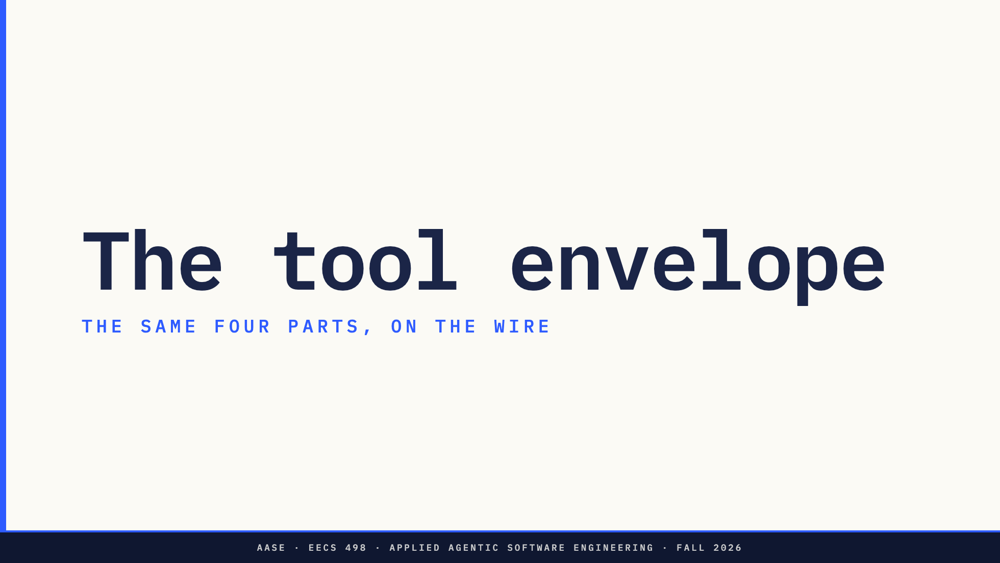 The tool envelope
THE SAME FOUR PARTS, ON THE WIRE
AASE · EECS 498 · APPLIED AGENTIC SOFTWARE ENGINEERING · FALL 2026